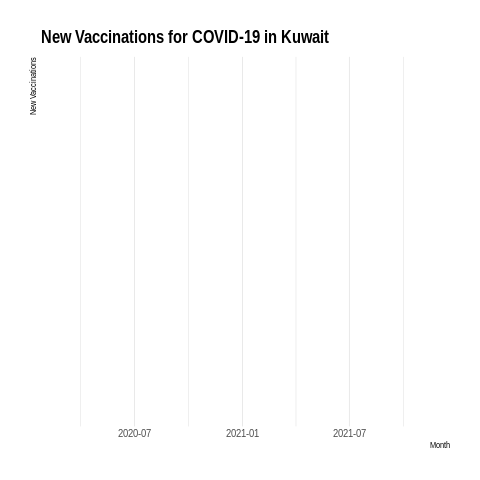 New Vaccinations for COVID-19 in Kuwait
New Vaccinations
2020-07
2021-01
2021-07
Month